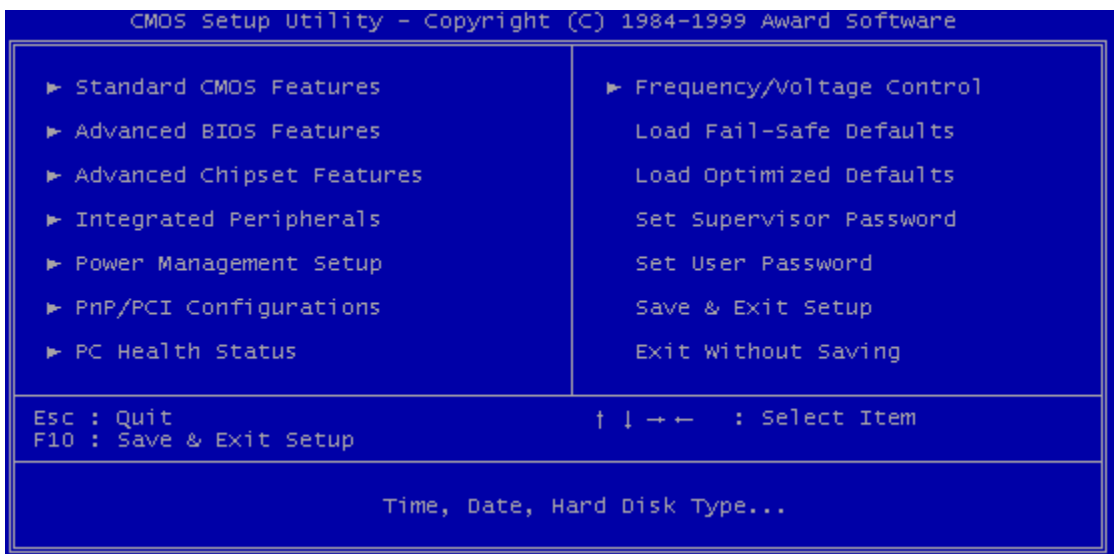 CMOS Setup Utility - Copyright (C) 1984-1999 Award Software
► Standard CMOS Features
► Advanced BIOS Features
► Advanced Chipset Features
► Integrated Peripherals
► Power Management Setup
► PnP/PCI Configurations
► PC Health Status
► Frequency/Voltage Control
Load Fail-Safe Defaults
Load Optimized Defaults
Set Supervisor Password
Set User Password
Save & Exit Setup
Exit Without Saving
Esc : Quit
F10 : Save & Exit Setup
↑ ↓ → ← : Select Item
Time, Date, Hard Disk Type...